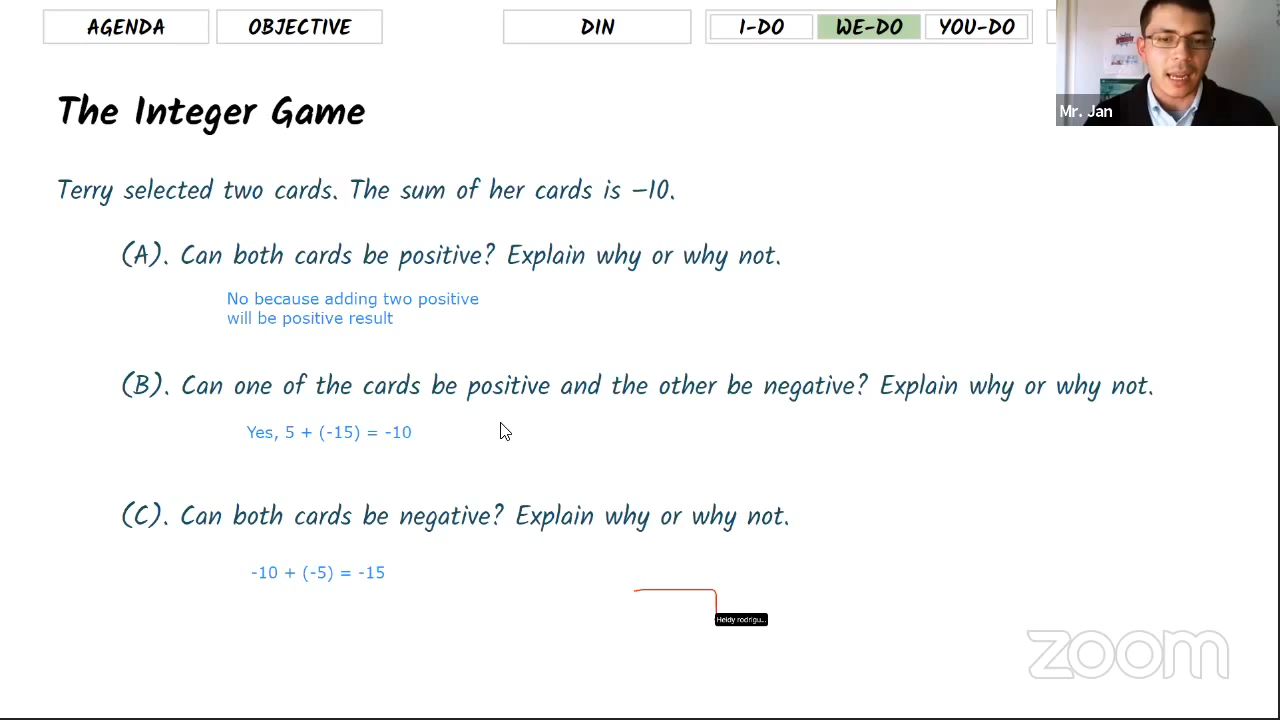 AGENDA
OBJECTIVE
DIN
I-DO
WE-DO
YOU-DO
Mr. Jan
The Integer Game
Terry selected two cards. The sum of her cards is –10.
(A). Can both cards be positive? Explain why or why not.
No because adding two positive
will be positive result
(B). Can one of the cards be positive and the other be negative? Explain why or why not.
Yes, 5 + (-15) = -10
(C). Can both cards be negative? Explain why or why not.
-10 + (-5) = -15
Heidy rodrigu...
zoom